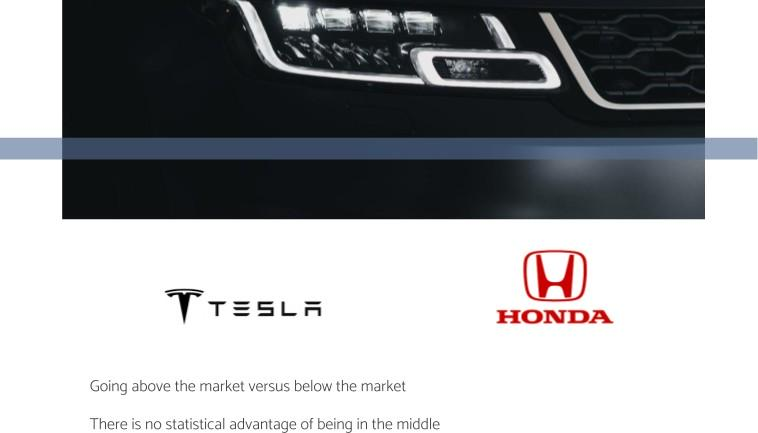 TESLA
HONDA
Going above the market versus below the market
There is no statistical advantage of being in the middle